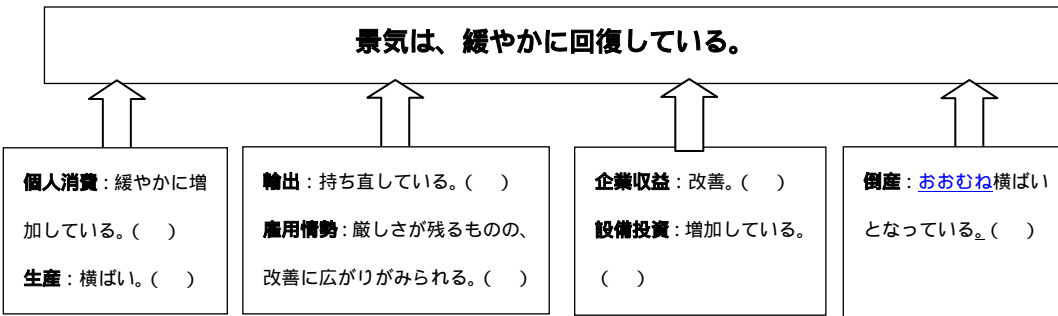 景気は、緩やかに回復している。
個人消費：緩やかに増
加している。(　)
生産：横ばい。(　)
輸出：持ち直している。(　)
雇用情勢：厳しさが残るものの、
改善に広がりがみられる。(　)
企業収益：改善。(　)
設備投資：増加している。
(　)
倒産：おおむね横ばい
となっている。(　)